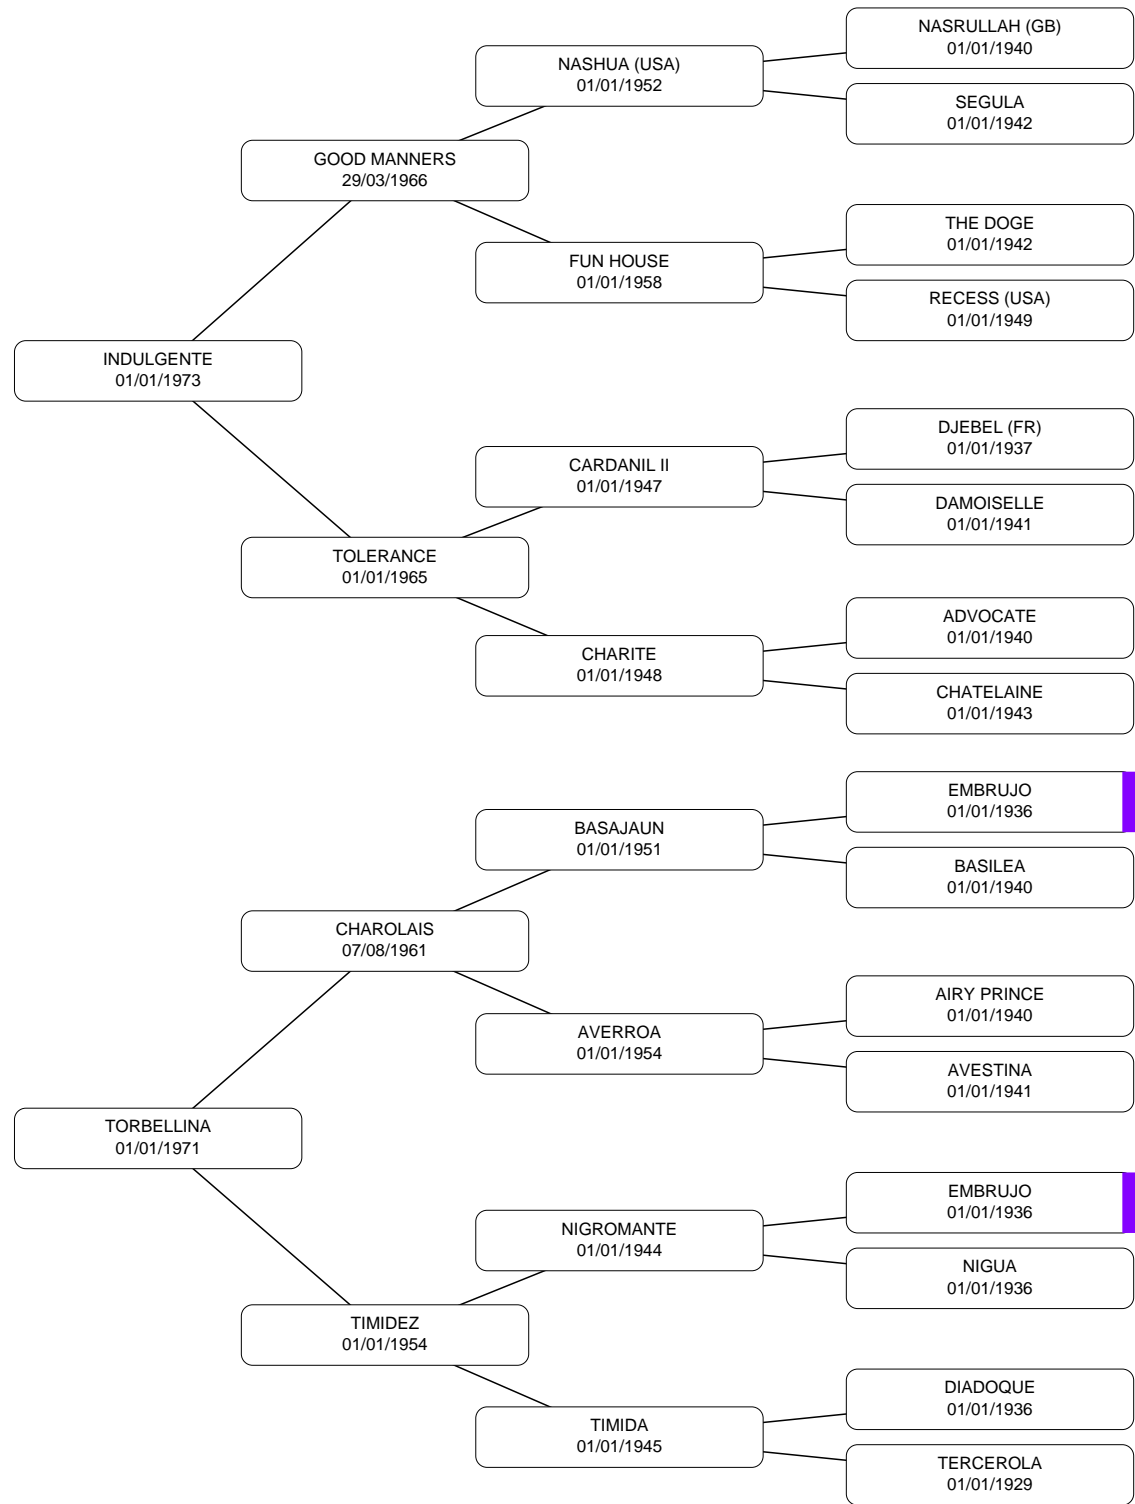 NASRULLAH (GB)
01/01/1940
NASHUA (USA)
01/01/1952
SEGULA
01/01/1942
GOOD MANNERS
29/03/1966
THE DOGE
01/01/1942
FUN HOUSE
01/01/1958
RECESS (USA)
01/01/1949
INDULGENTE
01/01/1973
DJEBEL (FR)
01/01/1937
CARDANIL II
01/01/1947
DAMOISELLE
01/01/1941
TOLERANCE
01/01/1965
ADVOCATE
01/01/1940
CHARITE
01/01/1948
CHATELAINE
01/01/1943
EMBRUJO
01/01/1936
BASAJAUN
01/01/1951
BASILEA
01/01/1940
CHAROLAIS
07/08/1961
AIRY PRINCE
01/01/1940
AVERROA
01/01/1954
AVESTINA
01/01/1941
TORBELLINA
01/01/1971
EMBRUJO
01/01/1936
NIGROMANTE
01/01/1944
NIGUA
01/01/1936
TIMIDEZ
01/01/1954
DIADOQUE
01/01/1936
TIMIDA
01/01/1945
TERCEROLA
01/01/1929